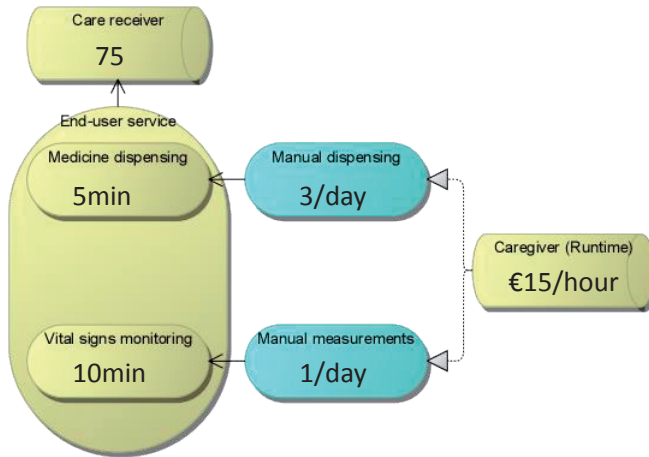 Care receiver
75
End-user service
Medicine dispensing
5min
Manual dispensing
3/day
Caregiver (Runtime)
€15/hour
Vital signs monitoring
10min
Manual measurements
1/day